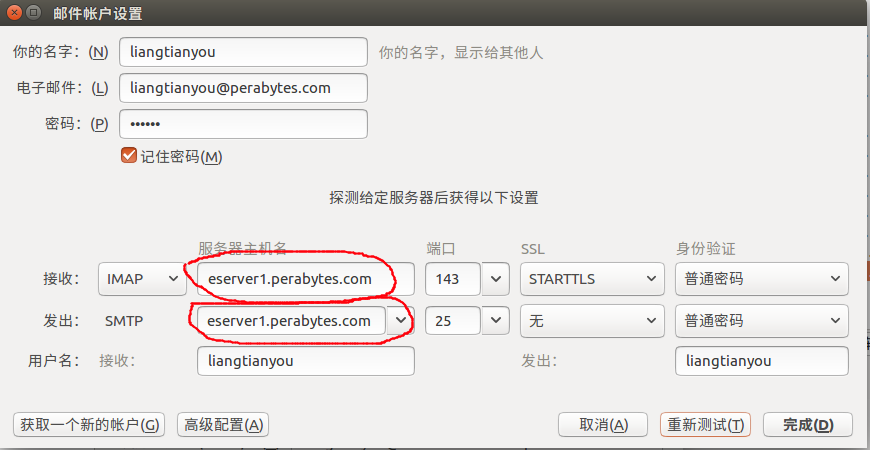 邮件帐户设置
你的名字：(N) liangtianyou 你的名字，显示给其他人
电子邮件：(L) liangtianyou@perabytes.com
密码：(P) ••••••
记住密码(M)
探测给定服务器后获得以下设置
服务器主机名 端口 SSL 身份验证
接收： IMAP eserver1.perabytes.com 143 STARTTLS 普通密码
发出： SMTP eserver1.perabytes.com 25 无 普通密码
用户名： 接收： liangtianyou 发出： liangtianyou
获取一个新的帐户(G) 高级配置(A) 取消(A) 重新测试(T) 完成(D)